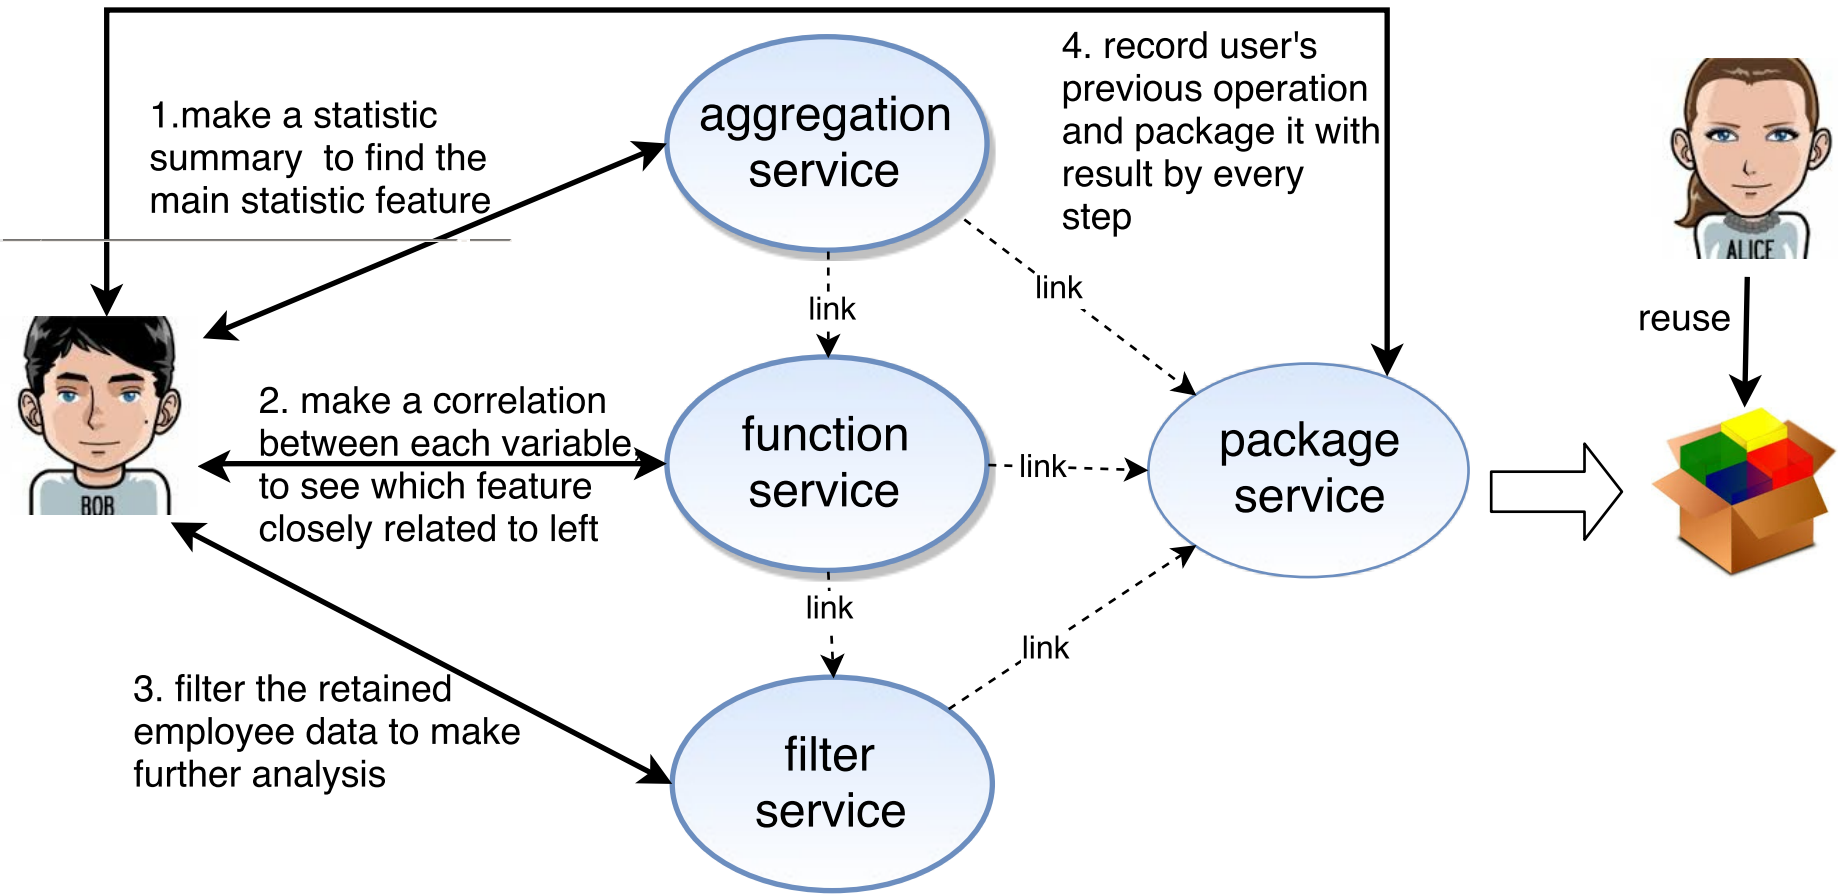 1.make a statistic
summary  to find the
main statistic feature
aggregation
service
4. record user's
previous operation
and package it with
result by every
step
ALICE
link
link
reuse
BOB
2. make a correlation
between each variable,
to see which feature
closely related to left
function
service
link
package
service
link
link
3. filter the retained
employee data to make
further analysis
filter
service